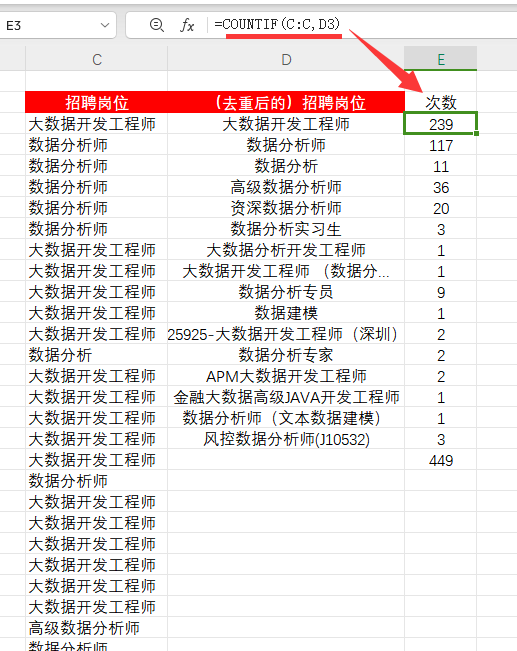 E3 fx =COUNTIF(C:C,D3)
C D E
招聘岗位 （去重后的）招聘岗位 次数
大数据开发工程师 大数据开发工程师 239
数据分析师 数据分析师 117
数据分析师 数据分析 11
数据分析师 高级数据分析师 36
数据分析师 资深数据分析师 20
数据分析师 数据分析实习生 3
大数据开发工程师 大数据分析开发工程师 1
大数据开发工程师 大数据开发工程师 （数据分... 1
大数据开发工程师 数据分析专员 9
大数据开发工程师 数据建模 1
大数据开发工程师 25925-大数据开发工程师（深圳） 2
数据分析 数据分析专家 2
大数据开发工程师 APM大数据开发工程师 2
大数据开发工程师 金融大数据高级JAVA开发工程师 1
大数据开发工程师 数据分析师（文本数据建模） 1
大数据开发工程师 风控数据分析师(J10532) 3
大数据开发工程师 449
数据分析师
大数据开发工程师
大数据开发工程师
大数据开发工程师
大数据开发工程师
大数据开发工程师
大数据开发工程师
高级数据分析师
数据分析师